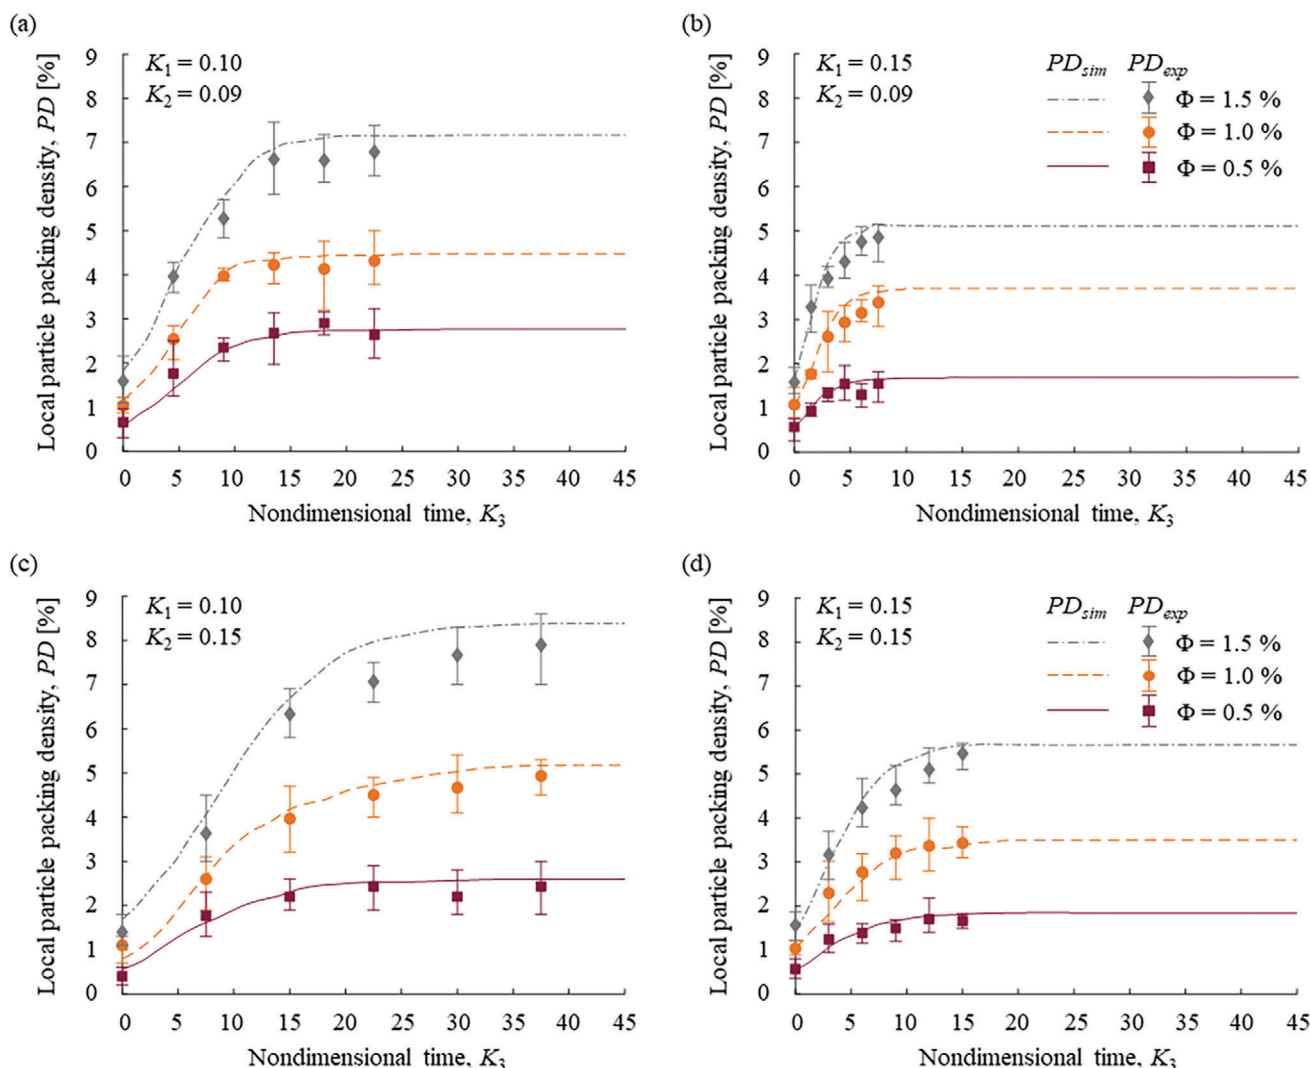 (a)
K1 = 0.10
K2 = 0.09
Local particle packing density, PD [%]
9
8
7
6
5
4
3
2
1
0
0 5 10 15 20 25 30 35 40 45
Nondimensional time, K3
(b)
K1 = 0.15
K2 = 0.09
PDsim PDexp
Φ = 1.5 %
Φ = 1.0 %
Φ = 0.5 %
Local particle packing density, PD [%]
9
8
7
6
5
4
3
2
1
0
0 5 10 15 20 25 30 35 40 45
Nondimensional time, K3
(c)
K1 = 0.10
K2 = 0.15
Local particle packing density, PD [%]
9
8
7
6
5
4
3
2
1
0
0 5 10 15 20 25 30 35 40 45
Nondimensional time, K3
(d)
K1 = 0.15
K2 = 0.15
PDsim PDexp
Φ = 1.5 %
Φ = 1.0 %
Φ = 0.5 %
Local particle packing density, PD [%]
9
8
7
6
5
4
3
2
1
0
0 5 10 15 20 25 30 35 40 45
Nondimensional time, K3